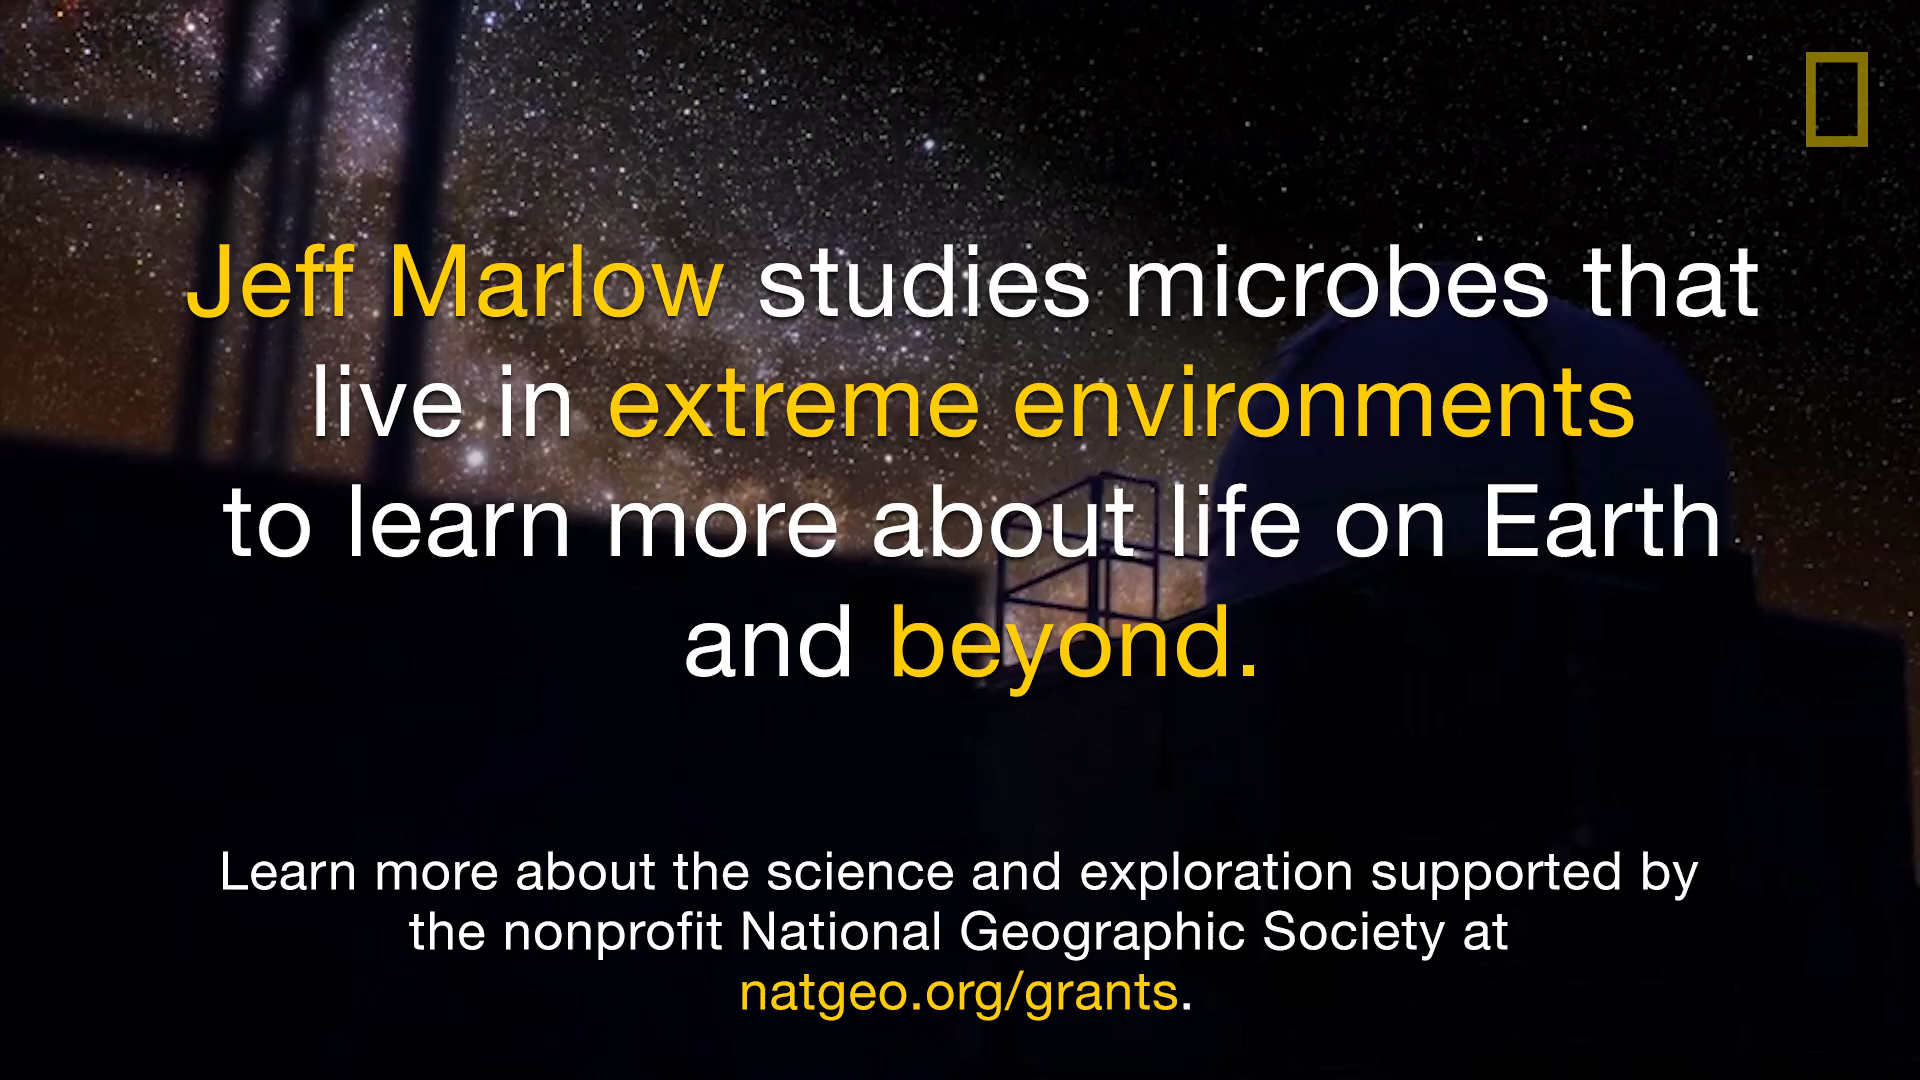 Jeff Marlow studies microbes that
live in extreme environments
to learn more about life on Earth
and beyond.
Learn more about the science and exploration supported by
the nonprofit National Geographic Society at
natgeo.org/grants.